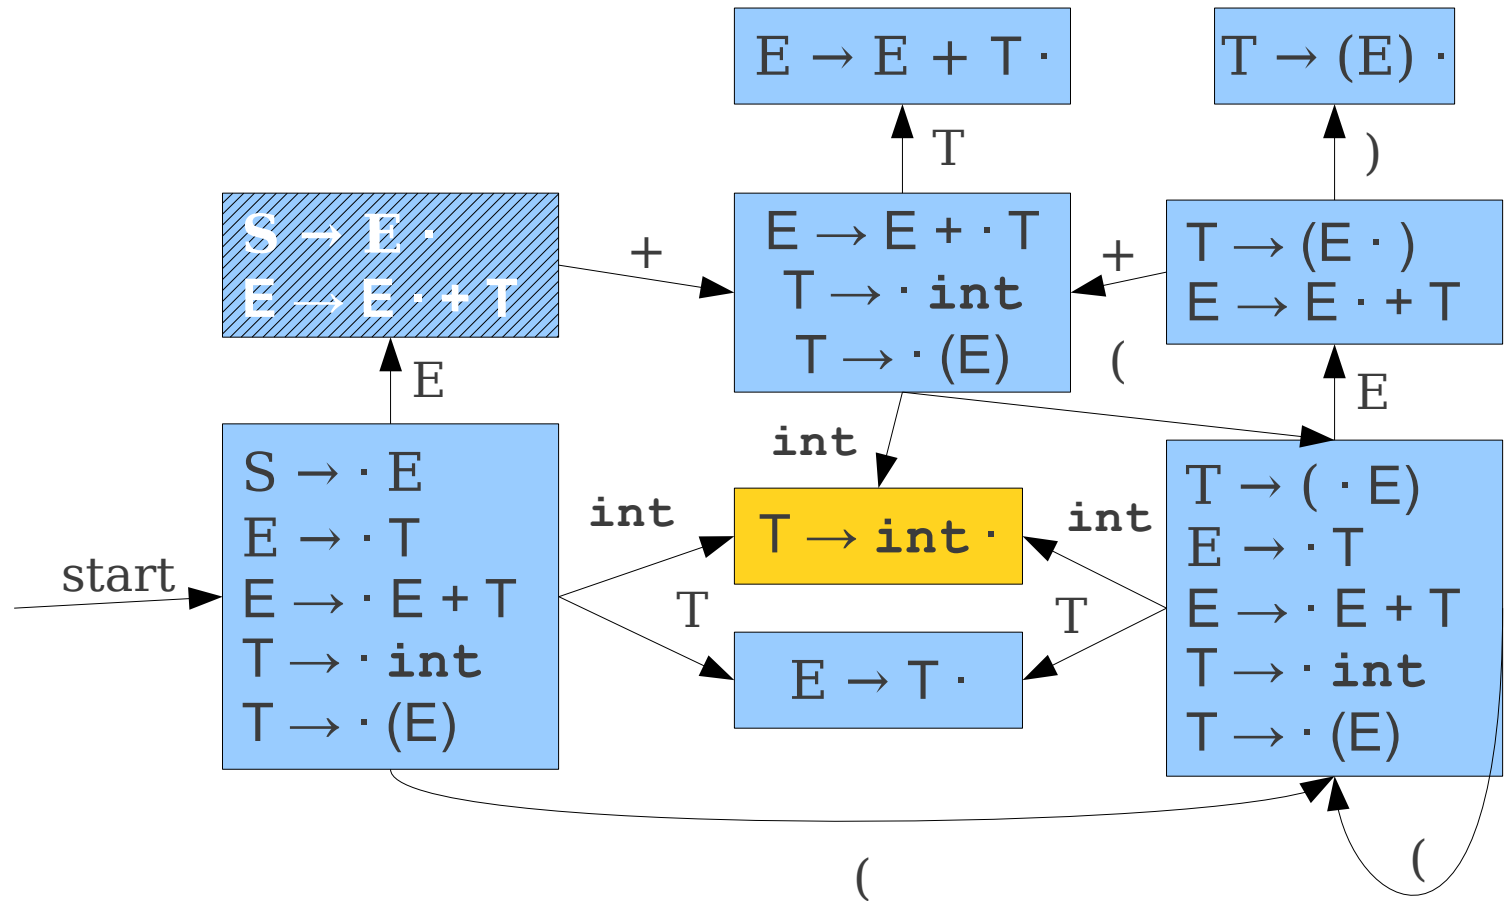 E → E + T ·
T → (E) ·
T
)
S → E ·
E → E · + T
+
E → E + · T
T → · int
T → · (E)
+
T → (E · )
E → E · + T
E
(
E
int
S → · E
E → · T
E → · E + T
T → · int
T → · (E)
start
int
T
T → int ·
E → T ·
int
T
T → ( · E)
E → · T
E → · E + T
T → · int
T → · (E)
(
(